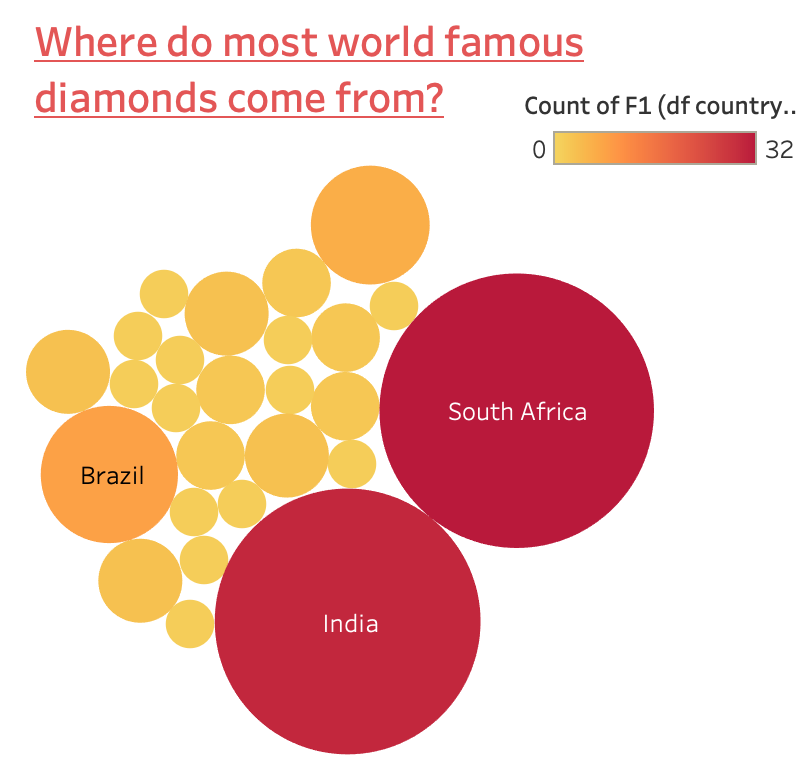 Where do most world famous
diamonds come from?
Count of F1 (df country..
0 32
South Africa
Brazil
India